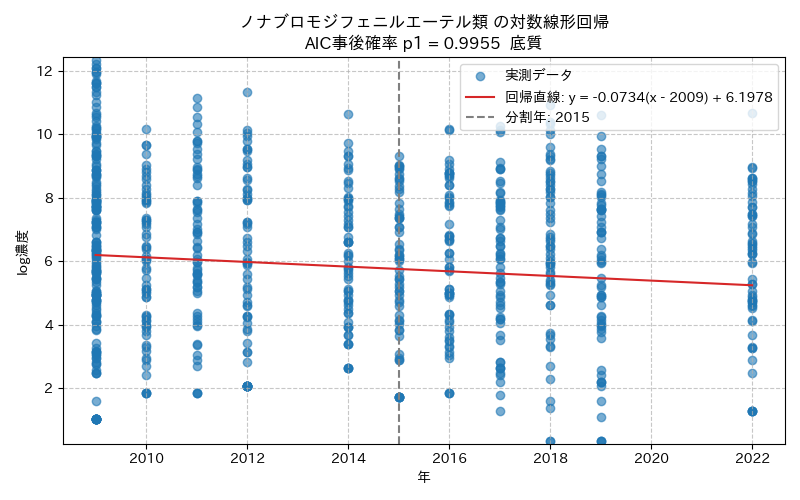 ノナブロモジフェニルエーテル類 の対数線形回帰
AIC事後確率 p1 = 0.9955  底質
実測データ
回帰直線: y = -0.0734(x - 2009) + 6.1978
分割年: 2015
log濃度
12
10
8
6
4
2
2010
2012
2014
2016
2018
2020
2022
年